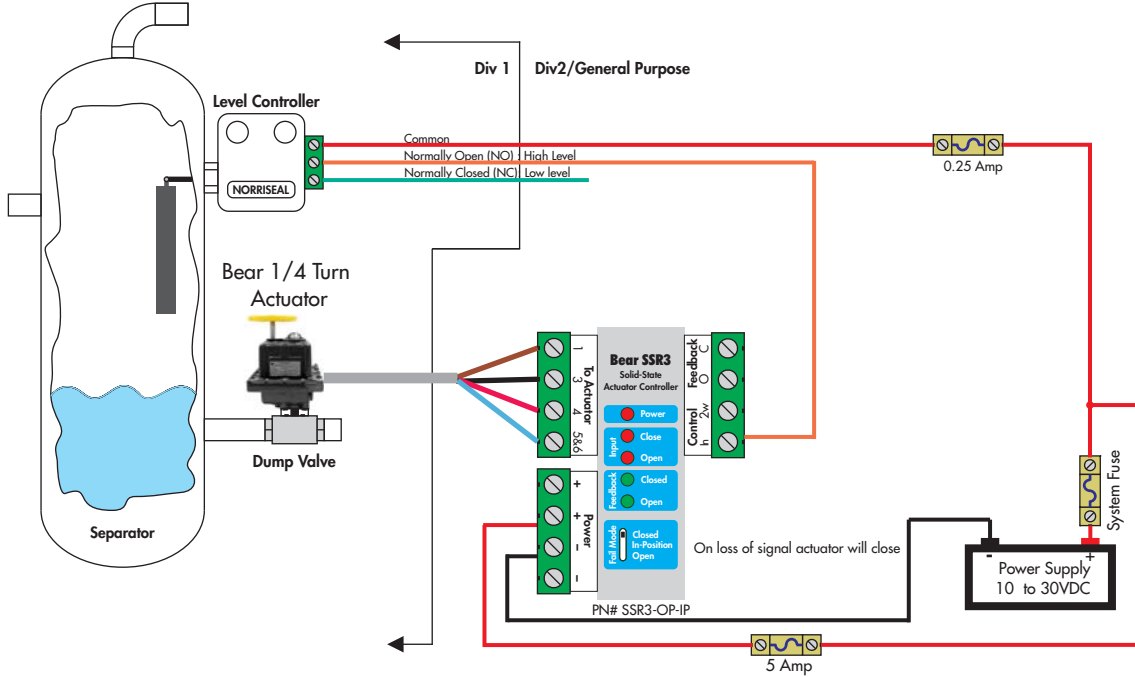 Div 1
Div2/General Purpose
Level Controller
Common
Normally Open (NO) : High Level
Normally Closed (NC): Low level
NORRISEAL
0.25 Amp
Bear 1/4 Turn
Actuator
Dump Valve
Separator
To Actuator
1
3
4
5&6
Power
+
+
-
-
Bear SSR3
Solid-State
Actuator Controller
Power
Input
Close
Open
Feedback
Closed
Open
Fail Mode
Closed
In-Position
Open
Feedback
C
O
Control
2w
In
On loss of signal actuator will close
PN# SSR3-OP-IP
System Fuse
-
+
Power Supply
10 to 30VDC
5 Amp